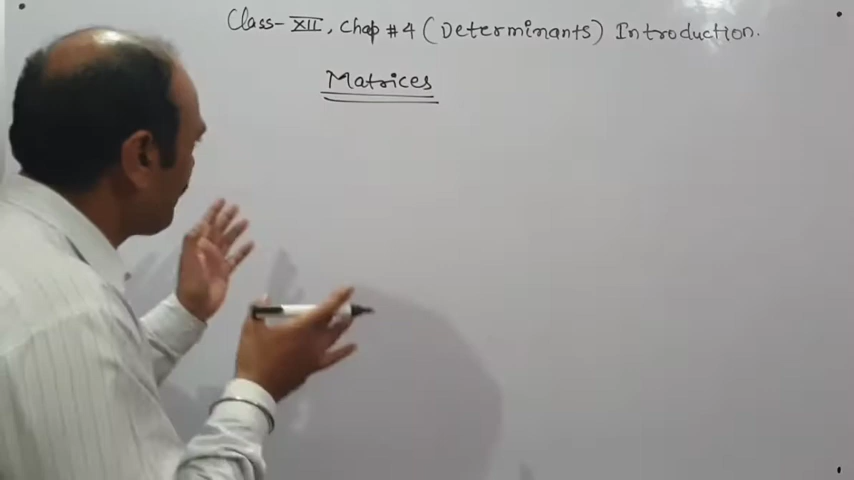 Class-XII, Chap # 4 (Determinants) Introduction.
Matrices